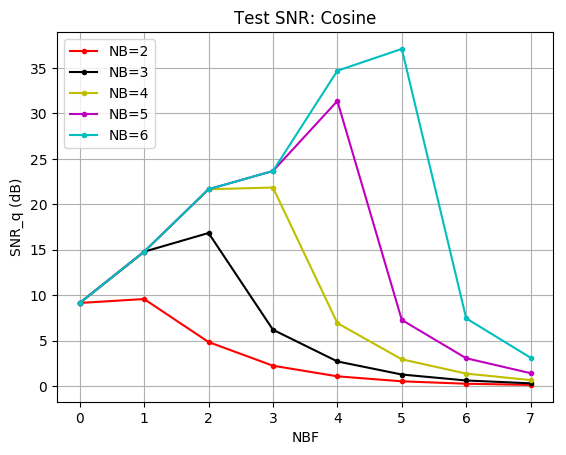 Test SNR: Cosine
NB=2
NB=3
NB=4
NB=5
NB=6
SNR_q (dB)
35
30
25
20
15
10
5
0
0 1 2 3 4 5 6 7
NBF